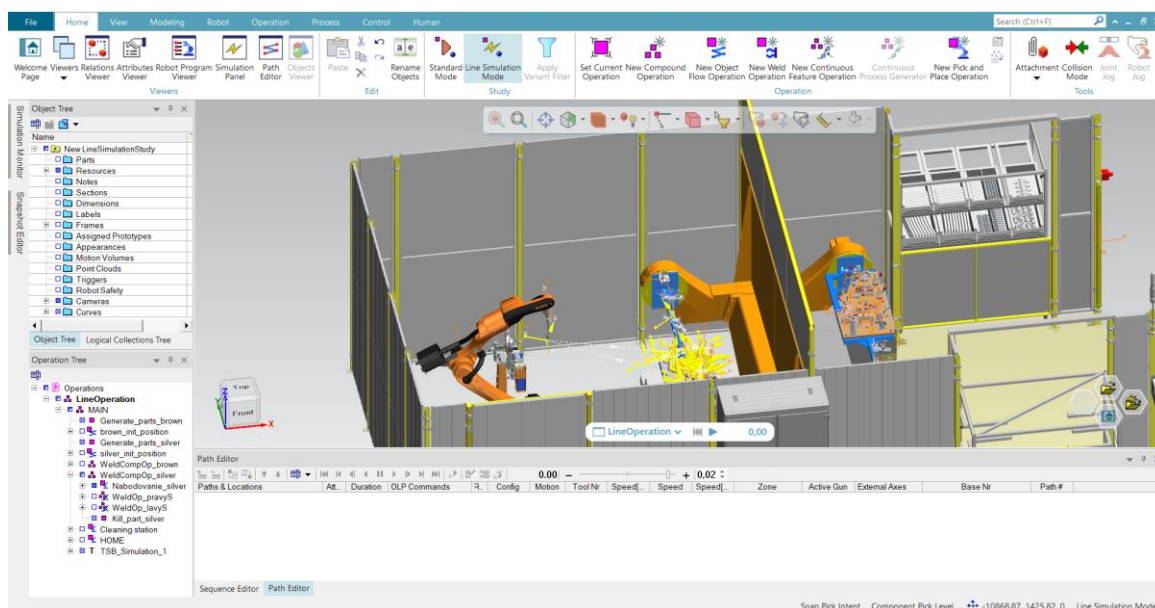 File Home View Modeling Robot Operation Process Control Human Search (Ctrl+F)
Welcome Page Viewers Relations Viewer Attributes Viewer Robot Program Viewer Simulation Panel Path Editor Objects Viewer Paste Rename Objects Standard Mode Line Simulation Mode Apply Variant Filter Set Current Operation New Compound Operation New Object Flow Operation New Weld Operation New Continuous Feature Operation Continuous Process Generator New Pick and Place Operation Attachment Collision Mode Joint Jog Robot Jog
Viewers Edit Study Operation Tools
Simulation Monitor
Snapshot Editor
Object Tree
Name
New LineSimulationStudy
Parts
Resources
Notes
Sections
Dimensions
Labels
Frames
Assigned Prototypes
Appearances
Motion Volumes
Point Clouds
Triggers
Robot Safety
Cameras
Curves
Object Tree Logical Collections Tree
Operation Tree
Operations
LineOperation
MAIN
Generate_parts_brown
brown_init_position
Generate_parts_silver
silver_init_position
WeldCompOp_brown
WeldCompOp_silver
Nabodovanie_silver
WeldOp_pravyS
WeldOp_lavyS
Kill_part_silver
Cleaning station
HOME
TSB_Simulation_1
Top
Front
Z
Y
X
LineOperation 0,00
Path Editor
0.00 0,02
Paths & Locations Att... Duration OLP Commands R... Config Motion Tool Nr Speed[... Speed Speed[... Zone Active Gun External Axes Base Nr Path #
Sequence Editor Path Editor
Snap Pick Intent Component Pick Level -10868.87, 1425.82, 0 Line Simulation Mode